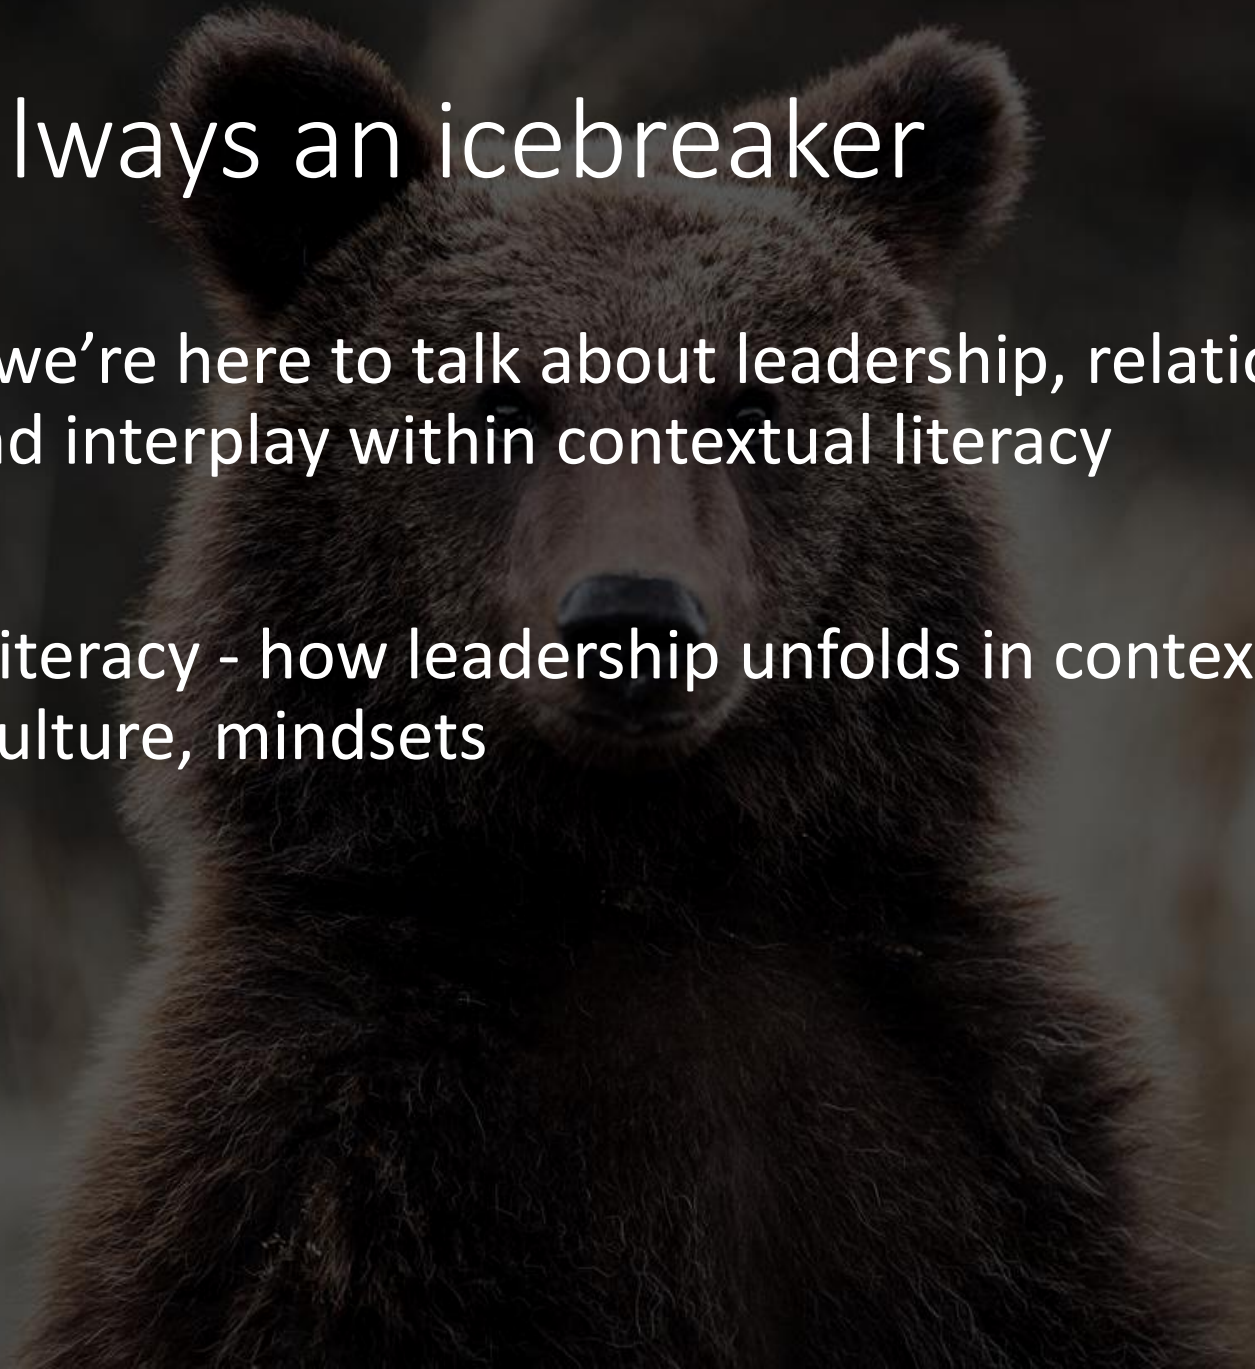 lways an icebreaker
we’re here to talk about leadership, relatio
d interplay within contextual literacy
iteracy - how leadership unfolds in contex
ulture, mindsets